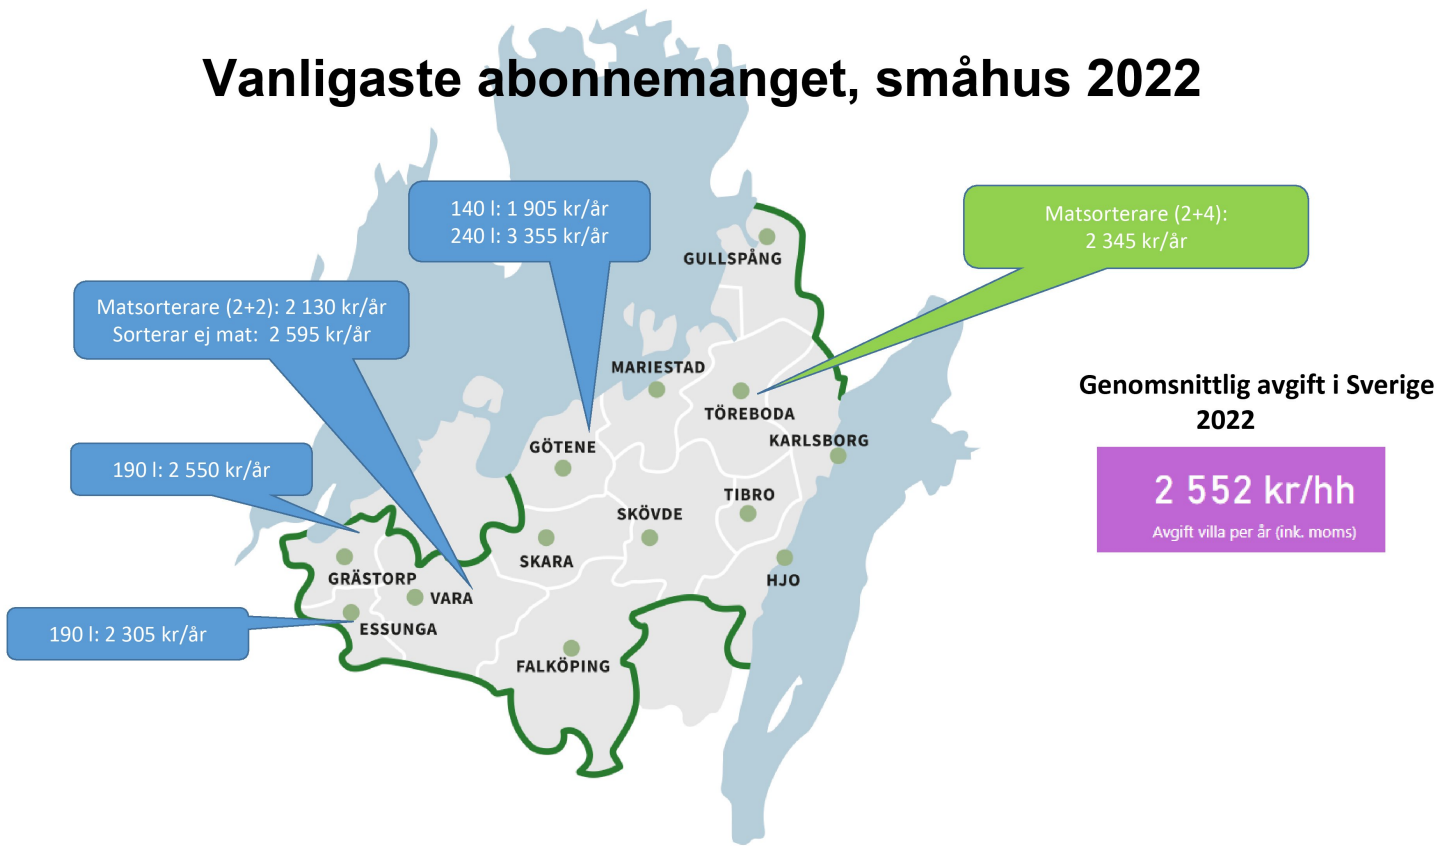 Vanligaste abonnemanget, småhus 2022
140 l: 1 905 kr/år
240 l: 3 355 kr/år
Matsorterare (2+4):
2 345 kr/år
GULLSPÅNG
Matsorterare (2+2): 2 130 kr/år
Sorterar ej mat:  2 595 kr/år
MARIESTAD
TÖREBODA
Genomsnittlig avgift i Sverige
2022
KARLSBORG
GÖTENE
190 l: 2 550 kr/år
2 552 kr/hh
Avgift villa per år (ink. moms)
TIBRO
SKÖVDE
SKARA
GRÄSTORP
HJO
VARA
ESSUNGA
190 l: 2 305 kr/år
FALKÖPING